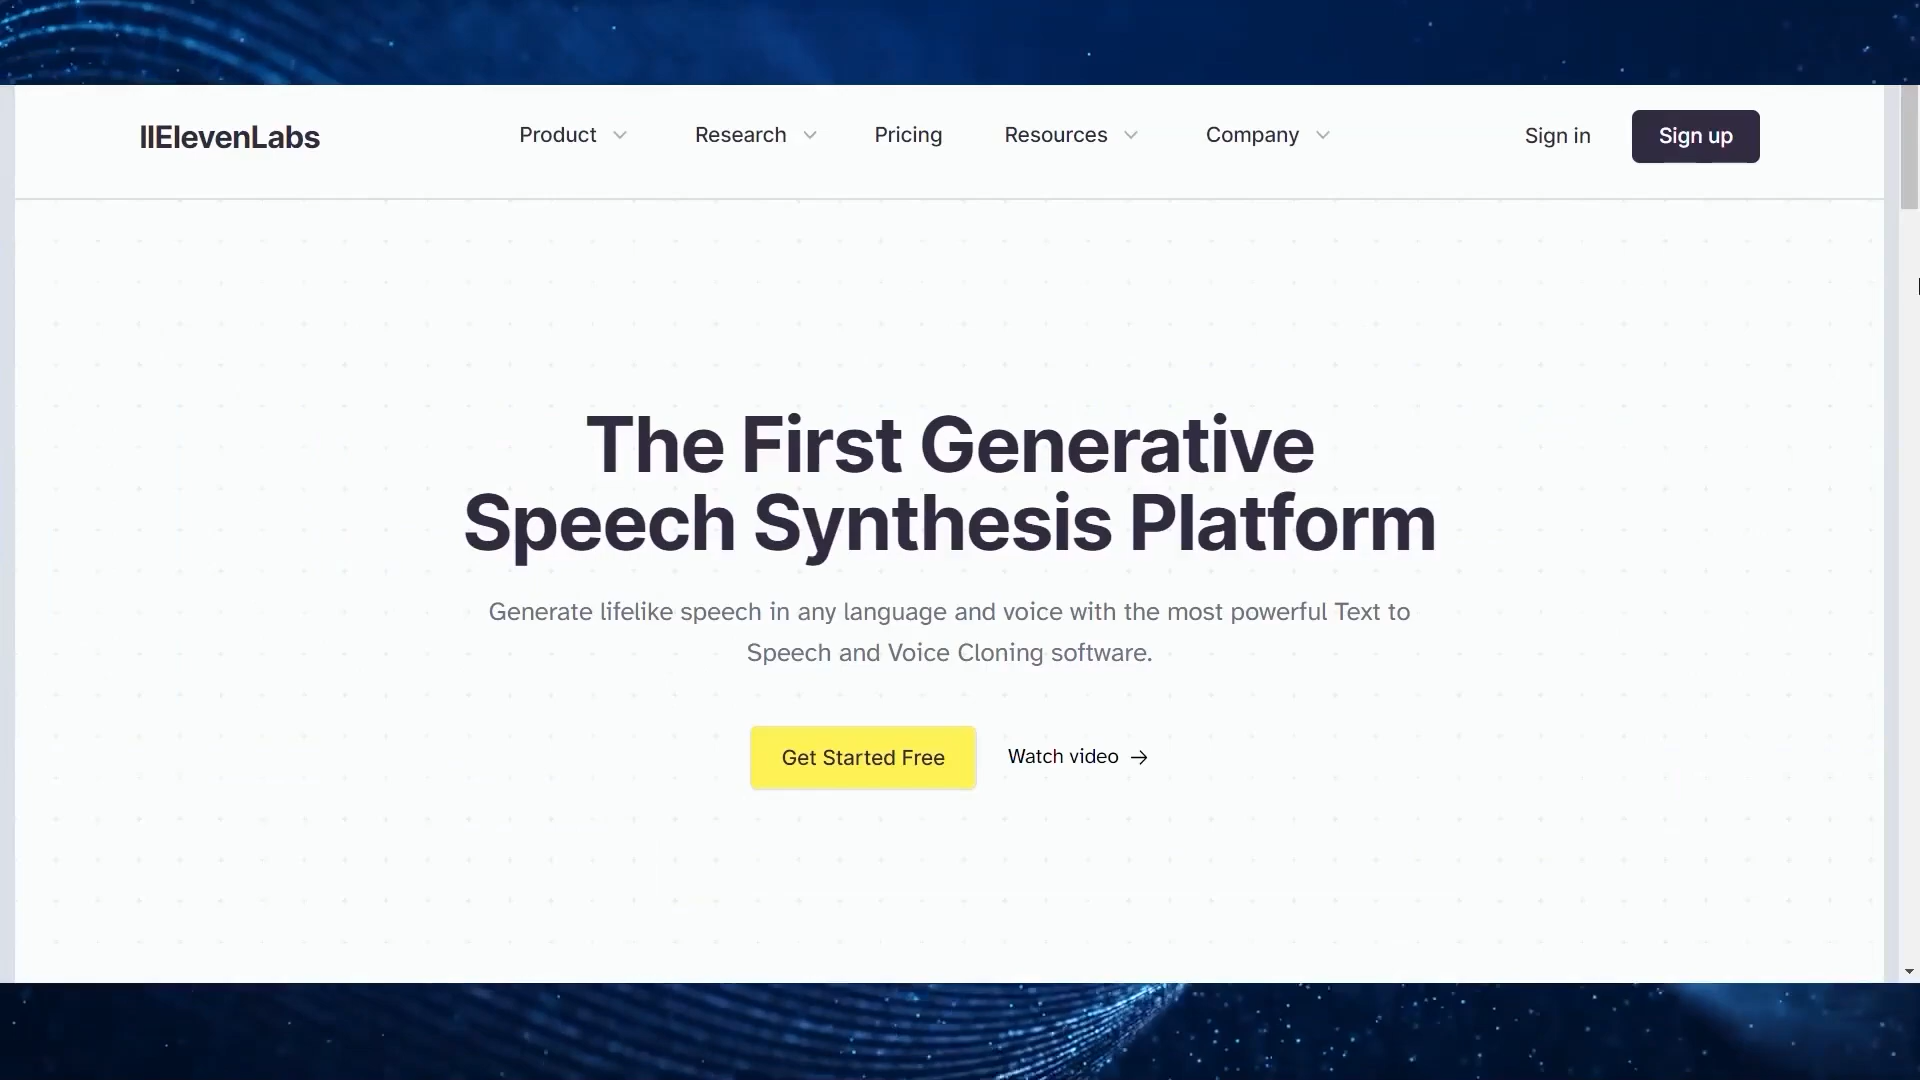 IIElevenLabs
Product
Research
Pricing
Resources
Company
Sign in
Sign up
The First Generative
Speech Synthesis Platform
Generate lifelike speech in any language and voice with the most powerful Text to
Speech and Voice Cloning software.
Get Started Free
Watch video →